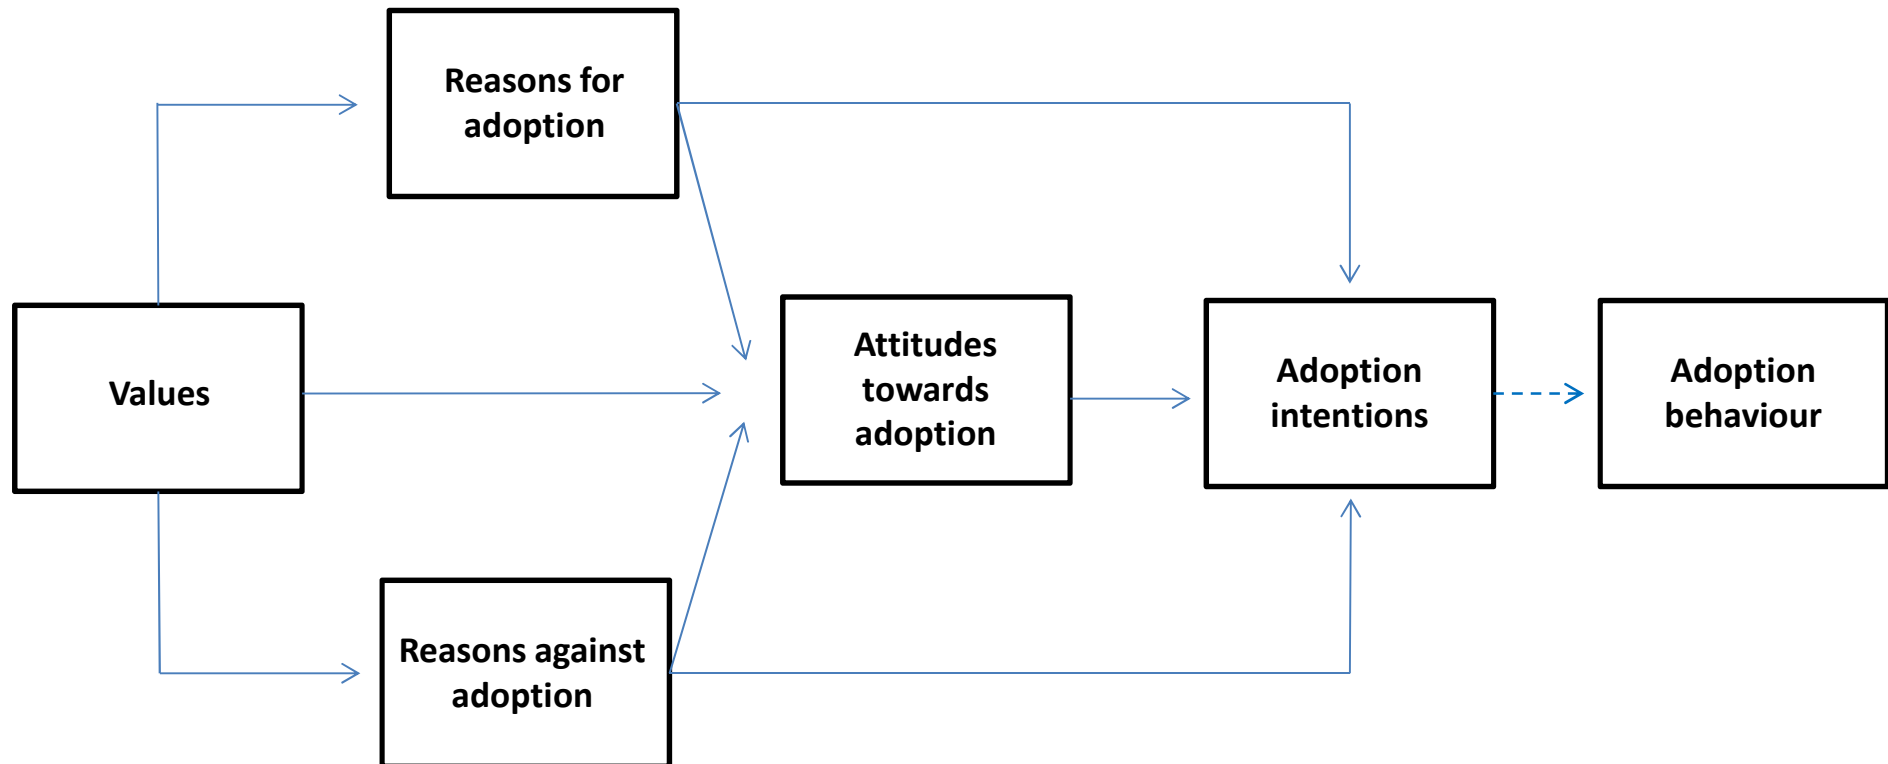 Reasons for
adoption
Values
Attitudes
towards
adoption
Adoption
intentions
Adoption
behaviour
Reasons against
adoption